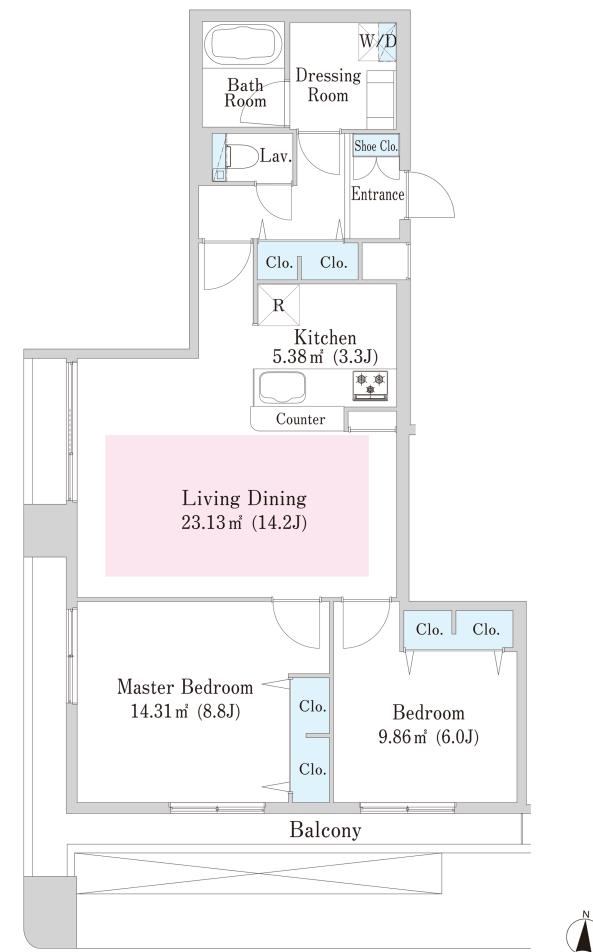 W/D
Bath
Room
Dressing
Room
Lav.
Shoe Clo.
Entrance
Clo.
Clo.
R
Kitchen
5.38㎡ (3.3J)
Counter
Living Dining
23.13㎡ (14.2J)
Clo.
Clo.
Master Bedroom
14.31㎡ (8.8J)
Clo.
Bedroom
9.86㎡ (6.0J)
Clo.
Balcony
N